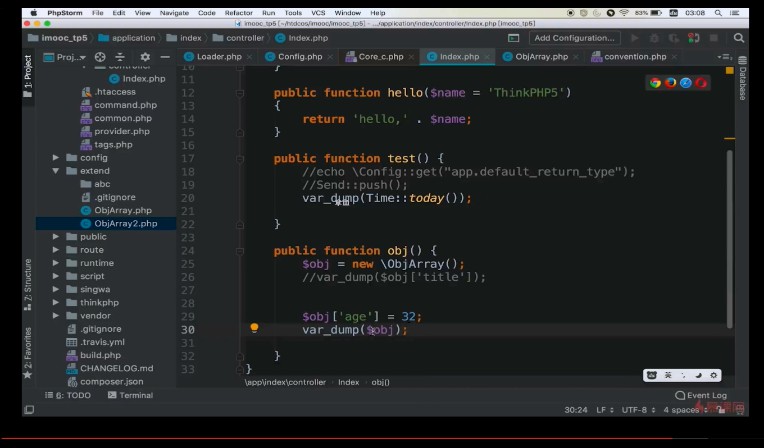 PhpStorm File Edit View Navigate Code Refactor Run Tools VCS Window Help 83% 03:08
Index.php [imooc_tp5]
imooc_tp5 application index controller Index.php Add Configuration...
Proj... Loader.php Config.php Core_c.php Index.php ObjArray.php convention.php
1: Project
Database
controller
Index.php
.htaccess
command.php
common.php
provider.php
tags.php
config
extend
abc
.gitignore
ObjArray.php
ObjArray2.php
public
route
runtime
script
singwa
thinkphp
vendor
.gitignore
.travis.yml
build.php
CHANGELOG.md
composer.json
7: Structure
2: Favorites
10 }
11
12 public function hello($name = 'ThinkPHP5')
13 {
14 return 'hello,' . $name;
15 }
16
17 public function test() {
18 //echo \Config::get("app.default_return_type");
19 //Send::push();
20 var_dump(Time::today());
21
22 }
23
24 public function obj() {
25 $obj = new \ObjArray();
26 //var_dump($obj['title']);
27
28
29 $obj['age'] = 32;
30 var_dump($obj);
31
32 }
33 }
\app\index\controller Index obj()
英
6: TODO Terminal Event Log
30:24 LF UTF-8 4 spaces